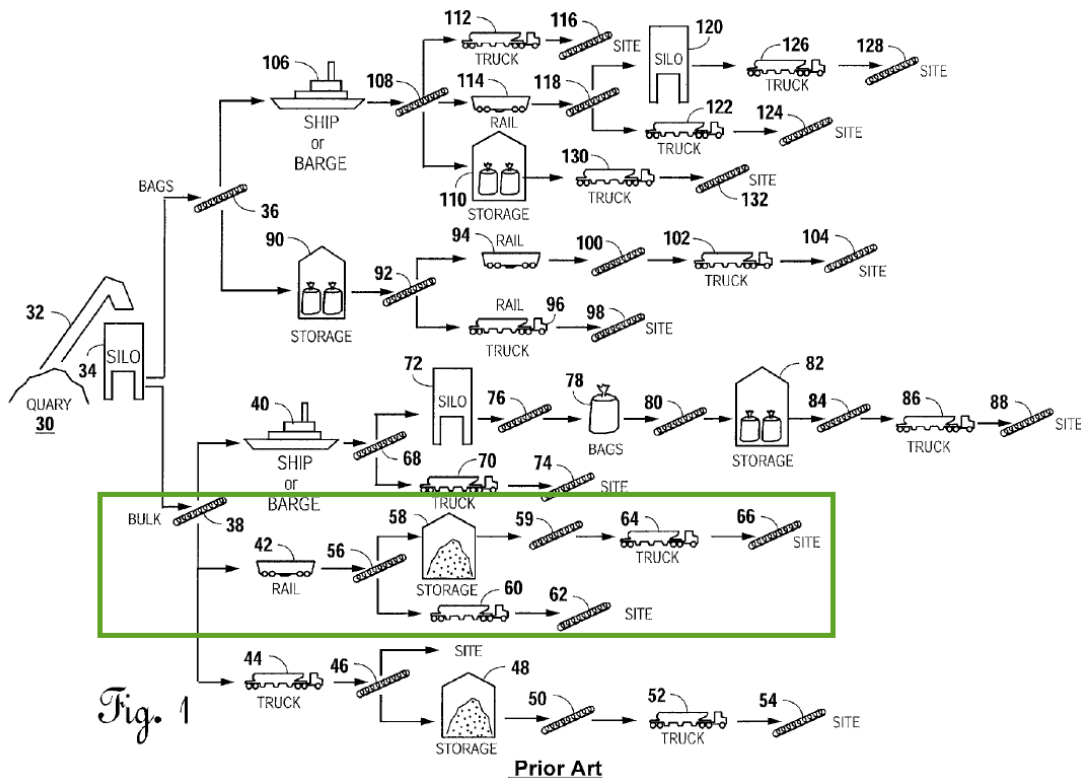 112 116 120 126 128
106 SITE
TRUCK SILO SITE
108 114 118 TRUCK
RAIL 122 124
SHIP
or
BARGE
SITE
TRUCK
130
BAGS SITE
110 132
36 TRUCK
STORAGE
90 94 RAIL 100 102 104
92 SITE
TRUCK
32 RAIL 96 98
STORAGE SITE
TRUCK
34 SILO
72 78 82
QUARY
30
40 SILO 76 80 84 86 88
BAGS SITE
68 TRUCK
SHIP
or
BARGE
70 74
STORAGE
SITE
TRUCK
BULK 38 58 59 64 66
42 56 SITE
RAIL TRUCK
STORAGE
60 62
SITE
44 46 SITE 48
TRUCK
Fig. 1
50 52 54
SITE
STORAGE TRUCK
Prior Art